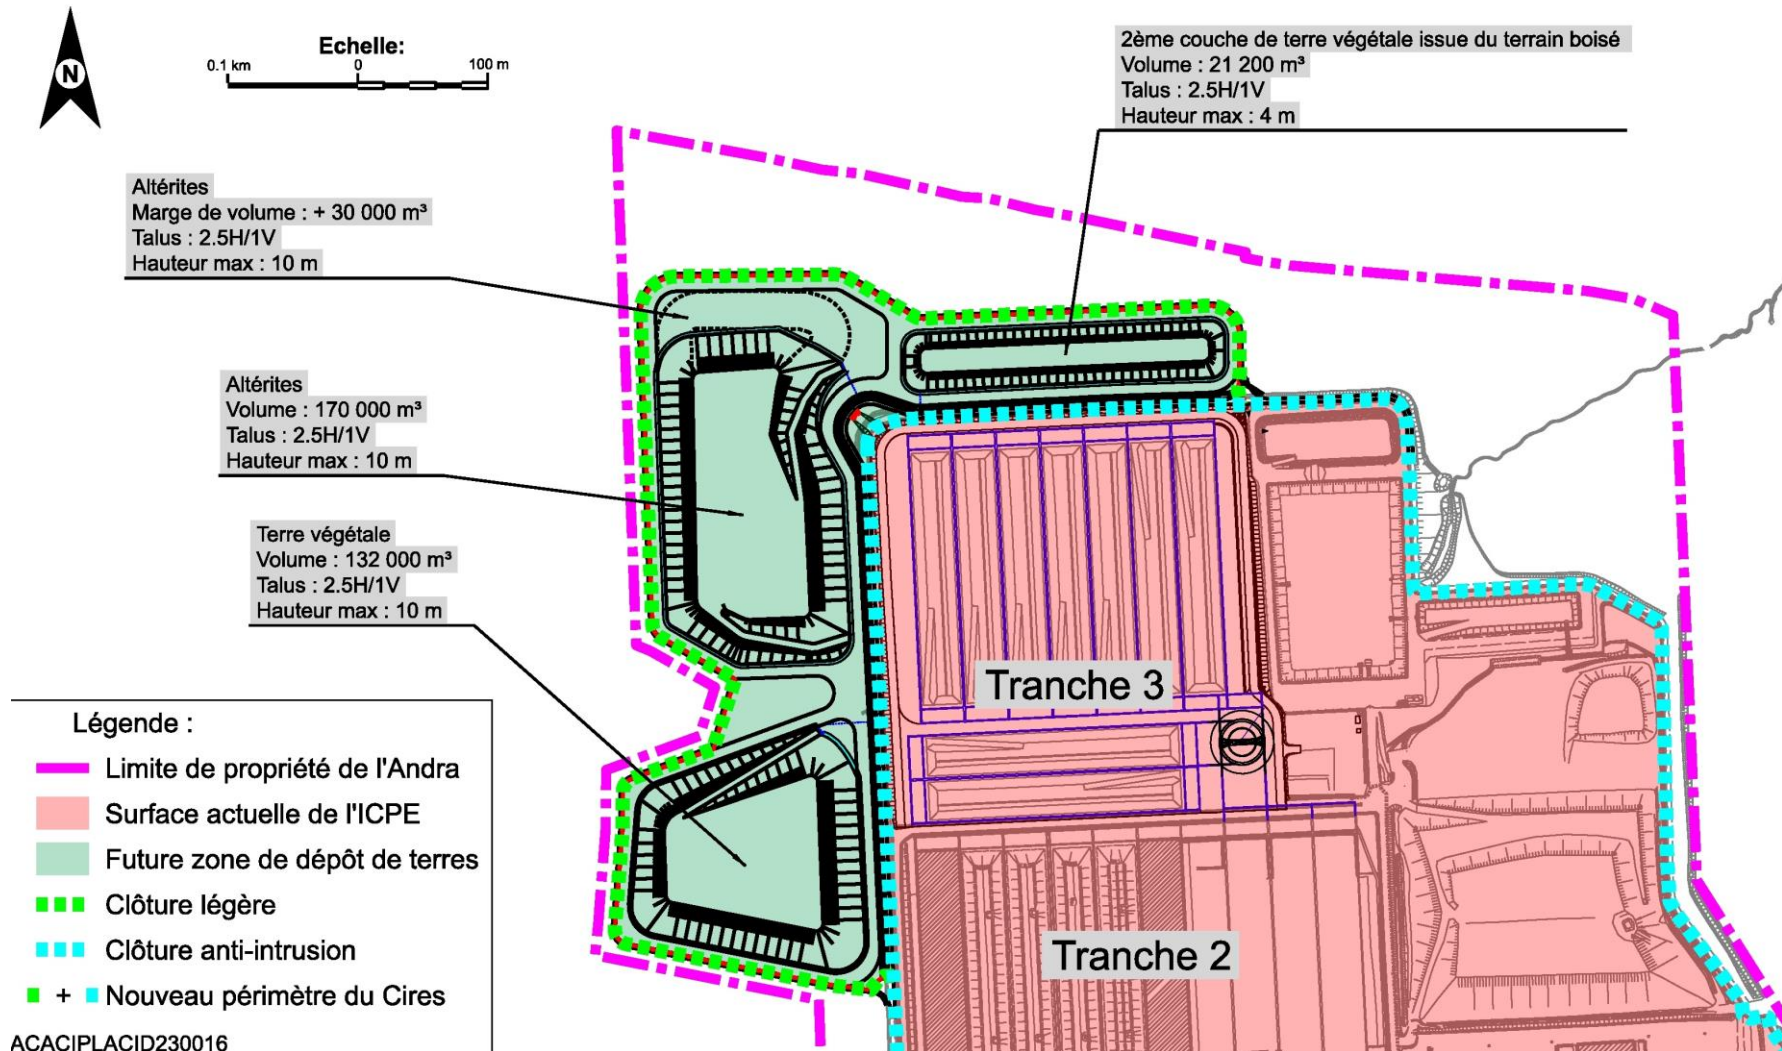 N
Echelle:
0.1 km 0 100 m
2ème couche de terre végétale issue du terrain boisé
Volume : 21 200 m³
Talus : 2.5H/1V
Hauteur max : 4 m
Altérites
Marge de volume : + 30 000 m³
Talus : 2.5H/1V
Hauteur max : 10 m
Altérites
Volume : 170 000 m³
Talus : 2.5H/1V
Hauteur max : 10 m
Terre végétale
Volume : 132 000 m³
Talus : 2.5H/1V
Hauteur max : 10 m
Tranche 3
Tranche 2
Légende :
Limite de propriété de l'Andra
Surface actuelle de l'ICPE
Future zone de dépôt de terres
Clôture légère
Clôture anti-intrusion
+ Nouveau périmètre du Cires
ACACIPLACID230016